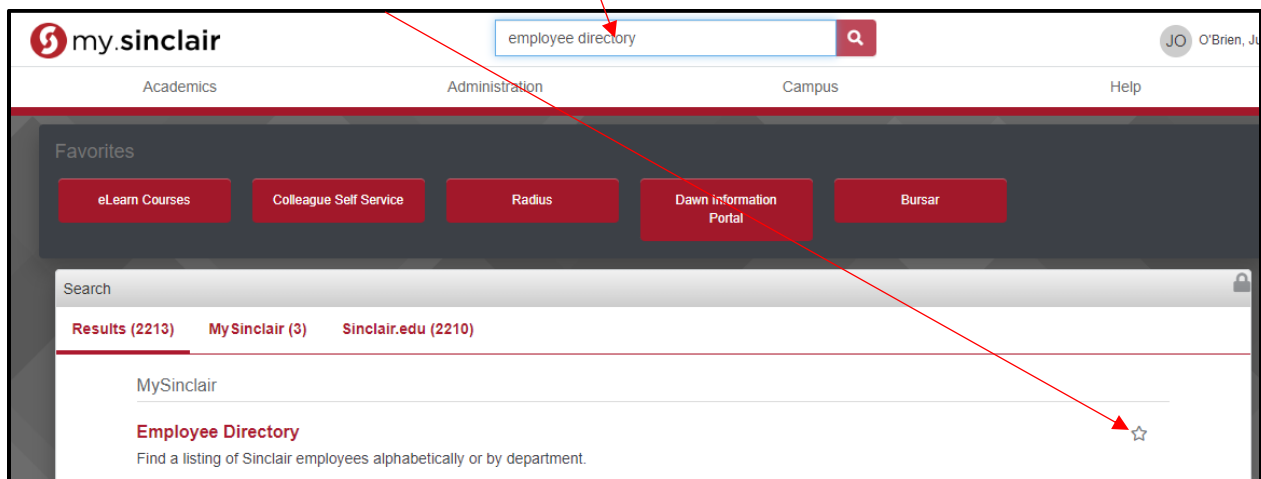 my.sinclair
employee directory
JO O'Brien, Ju
Academics Administration Campus Help
Favorites
eLearn Courses Colleague Self Service Radius Dawn Information Bursar
Portal
Search
Results (2213) MySinclair (3) Sinclair.edu (2210)
MySinclair
Employee Directory
Find a listing of Sinclair employees alphabetically or by department.